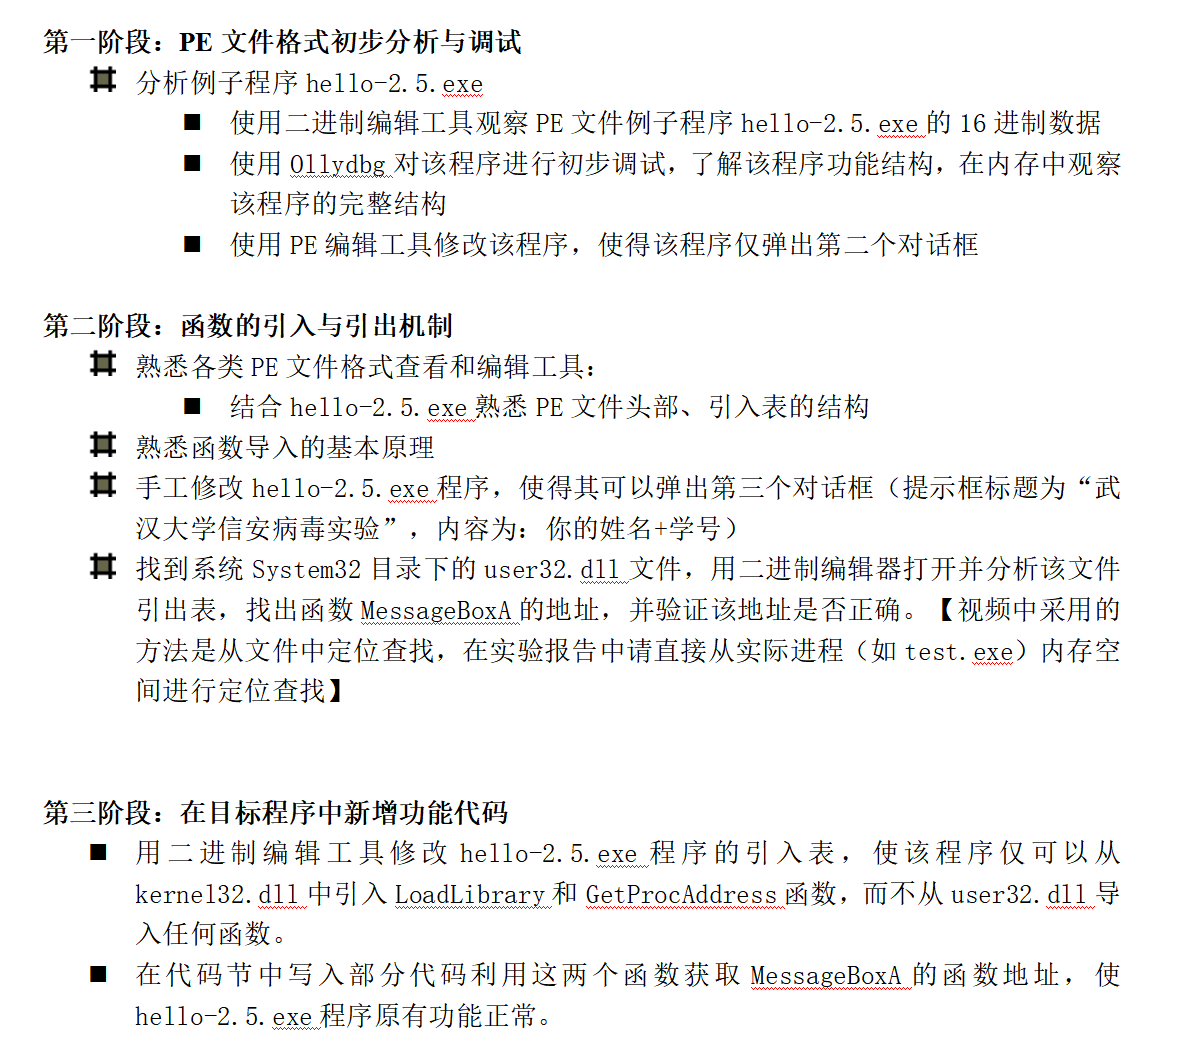 第一阶段：PE 文件格式初步分析与调试
分析例子程序 hello-2.5.exe
使用二进制编辑工具观察 PE 文件例子程序 hello-2.5.exe 的 16 进制数据
使用 Ollydbg 对该程序进行初步调试，了解该程序功能结构，在内存中观察
该程序的完整结构
使用 PE 编辑工具修改该程序，使得该程序仅弹出第二个对话框
第二阶段：函数的引入与引出机制
熟悉各类 PE 文件格式查看和编辑工具：
结合 hello-2.5.exe 熟悉 PE 文件头部、引入表的结构
熟悉函数导入的基本原理
手工修改 hello-2.5.exe 程序，使得其可以弹出第三个对话框（提示框标题为“武
汉大学信安病毒实验”，内容为：你的姓名+学号）
找到系统 System32 目录下的 user32.dll 文件，用二进制编辑器打开并分析该文件
引出表，找出函数 MessageBoxA 的地址，并验证该地址是否正确。【视频中采用的
方法是从文件中定位查找，在实验报告中请直接从实际进程（如 test.exe）内存空
间进行定位查找】
第三阶段：在目标程序中新增功能代码
用二进制编辑工具修改 hello-2.5.exe 程序的引入表，使该程序仅可以从
kernel32.dll 中引入 LoadLibrary 和 GetProcAddress 函数，而不从 user32.dll 导
入任何函数。
在代码节中写入部分代码利用这两个函数获取 MessageBoxA 的函数地址，使
hello-2.5.exe 程序原有功能正常。